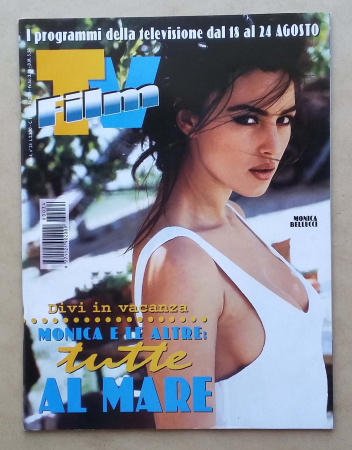 I programmi della televisione dal 18 al 24 AGOSTO
TV
Film
MONICA
BELLUCCI
Divi in vacanza
MONICA E LE ALTRE:
tutte
AL MARE